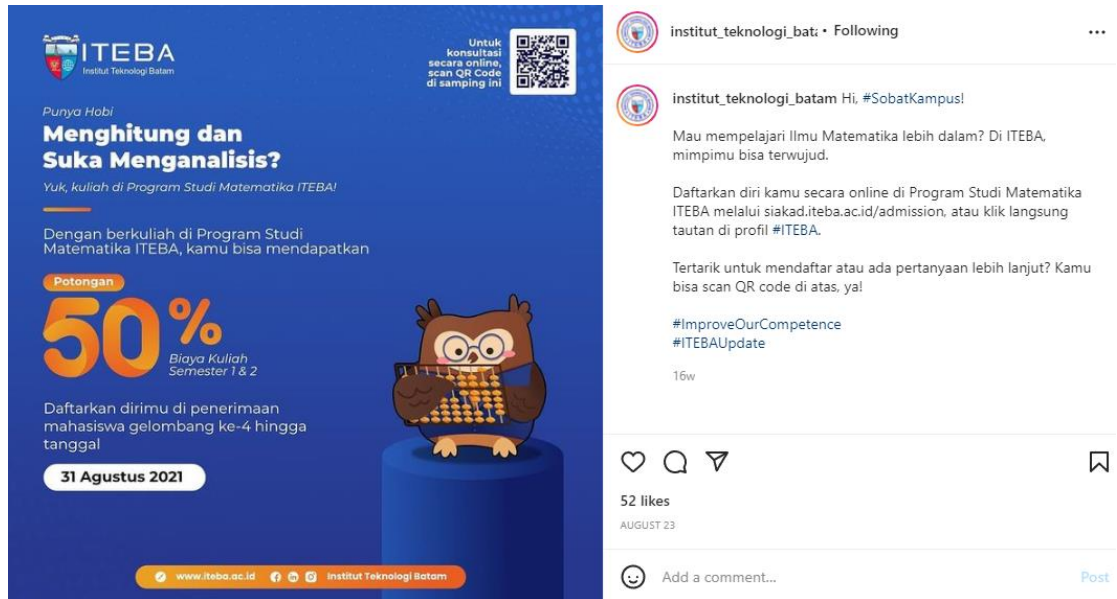 ITEBA
Institut Teknologi Batam
Untuk
konsultasi
secara online,
scan QR Code
di samping ini
Punya Hobi
Menghitung dan
Suka Menganalisis?
Yuk, kuliah di Program Studi Matematika ITEBA!
Dengan berkuliah di Program Studi
Matematika ITEBA, kamu bisa mendapatkan
Potongan
50%
Biaya Kuliah
Semester 1 & 2
Daftarkan dirimu di penerimaan
mahasiswa gelombang ke-4 hingga
tanggal
31 Agustus 2021
www.iteba.ac.id Institut Teknologi Batam
institut_teknologi_bat • Following
institut_teknologi_batam Hi, #SobatKampus!
Mau mempelajari Ilmu Matematika lebih dalam? Di ITEBA,
mimpimu bisa terwujud.
Daftarkan diri kamu secara online di Program Studi Matematika
ITEBA melalui siakad.iteba.ac.id/admission, atau klik langsung
tautan di profil #ITEBA.
Tertarik untuk mendaftar atau ada pertanyaan lebih lanjut? Kamu
bisa scan QR code di atas, ya!
#ImproveOurCompetence
#ITEBAUpdate
16w
52 likes
AUGUST 23
Add a comment...
Post